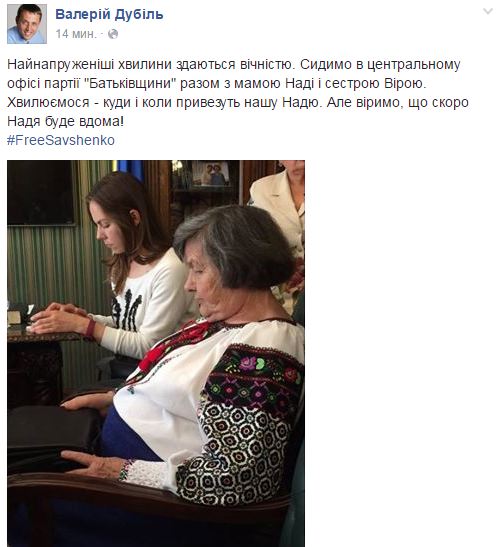 Валерій Дубіль
14 мин. ·
Найнапруженіші хвилини здаються вічністю. Сидимо в центральному
офісі партії "Батьківщини" разом з мамою Наді і сестрою Вірою.
Хвилюємося - куди і коли привезуть нашу Надю. Але віримо, що скоро
Надя буде вдома!
#FreeSavshenko